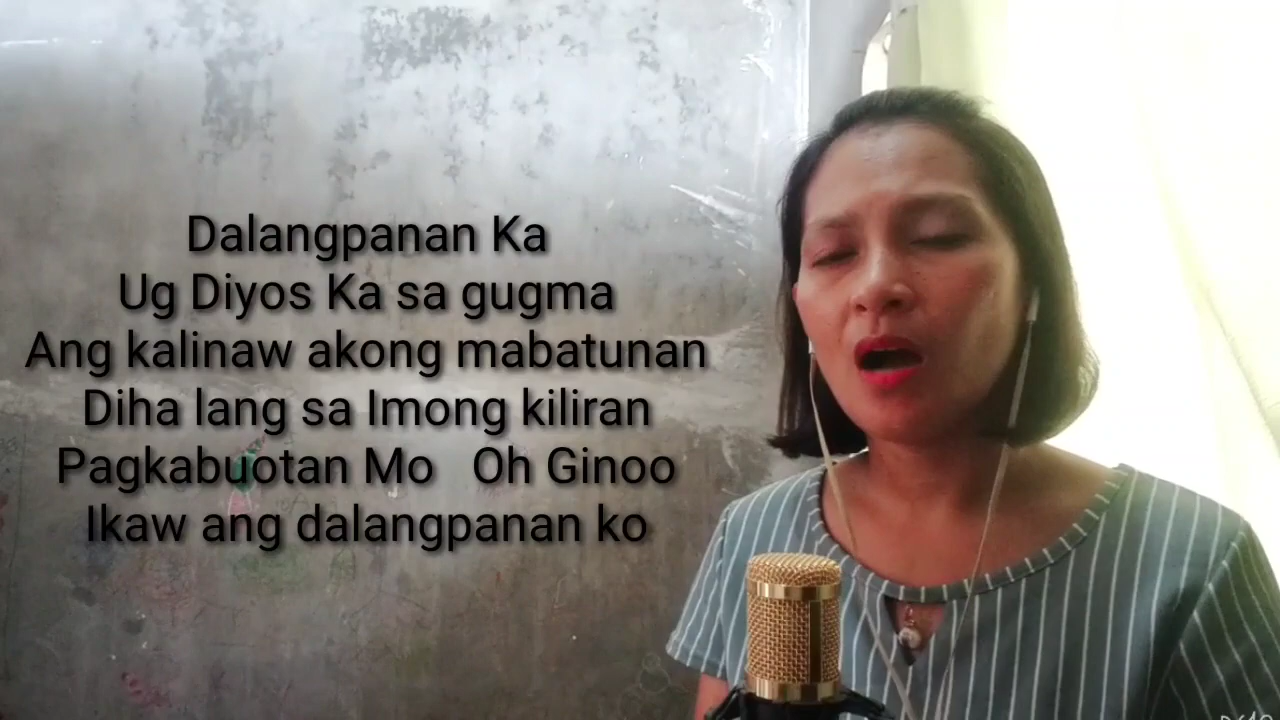 Dalangpanan Ka
Ug Diyos Ka sa gugma
Ang kalinaw akong mabatunan
Diha lang sa Imong kiliran
Pagkabuotan Mo   Oh Ginoo
Ikaw ang dalangpanan ko